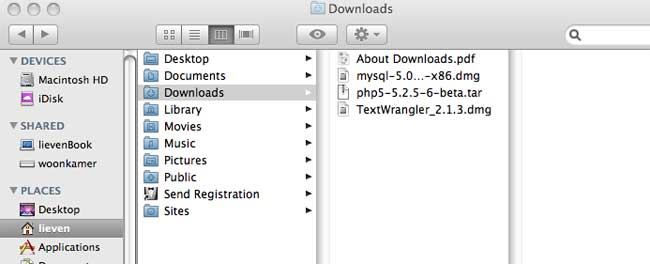 Downloads
DEVICES
Macintosh HD
iDisk
SHARED
lievenBook
woonkamer
PLACES
Desktop
lieven
Applications
Desktop
Documents
Downloads
Library
Movies
Music
Pictures
Public
Send Registration
Sites
About Downloads.pdf
mysql-5.0...-x86.dmg
php5-5.2.5-6-beta.tar
TextWrangler_2.1.3.dmg